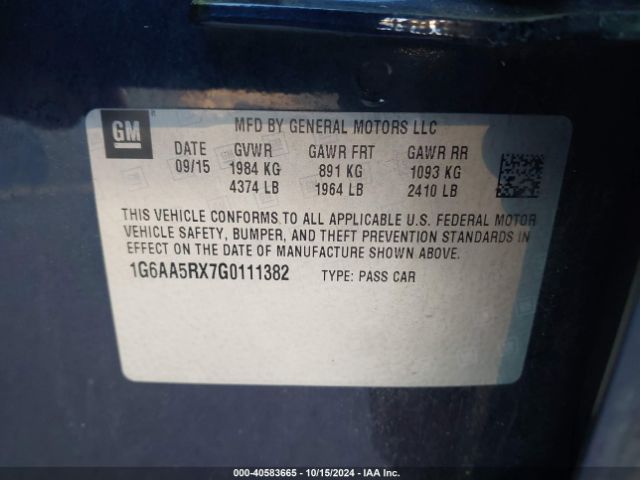 GM
MFD BY GENERAL MOTORS LLC
DATE GVWR GAWR FRT GAWR RR
09/15 1984 KG 891 KG 1093 KG
4374 LB 1964 LB 2410 LB
THIS VEHICLE CONFORMS TO ALL APPLICABLE U.S. FEDERAL MOTOR
VEHICLE SAFETY, BUMPER, AND THEFT PREVENTION STANDARDS IN
EFFECT ON THE DATE OF MANUFACTURE SHOWN ABOVE.
1G6AA5RX7G0111382 TYPE: PASS CAR
000-40583665 - 10/15/2024 - IAA Inc.